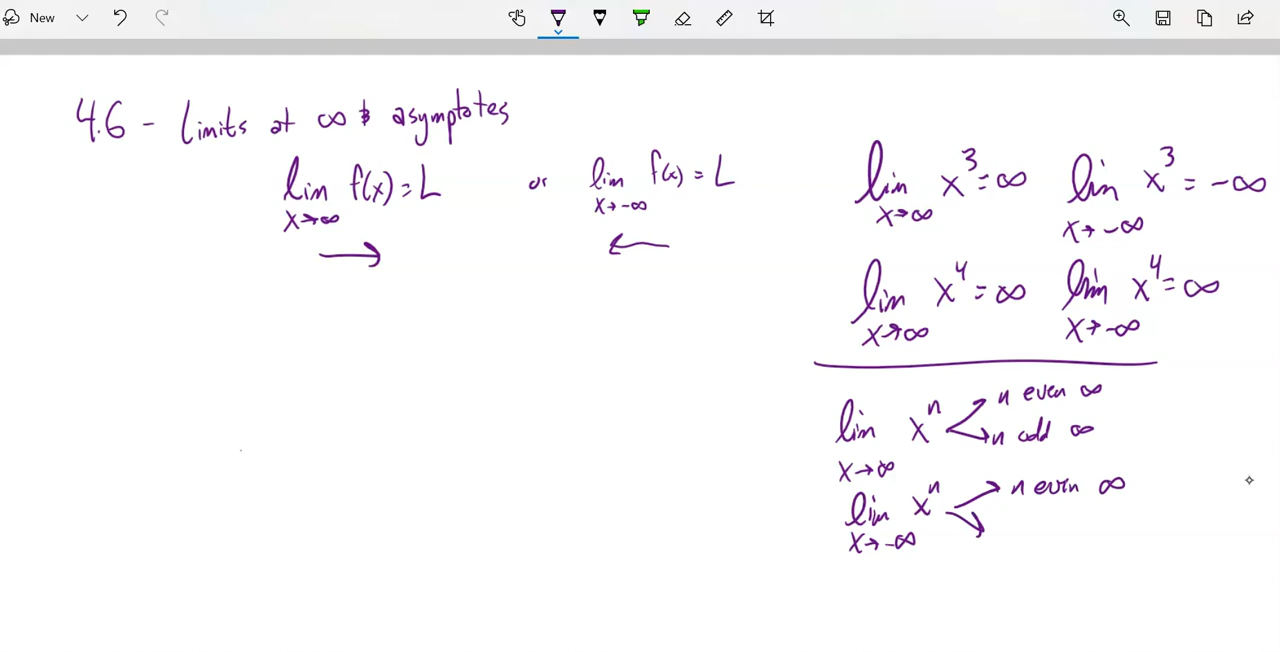 New
4.6 - limits at ∞ & asymptotes
lim f(x) = L or lim f(x) = L
x→∞ x→-∞
lim x³ = ∞ lim x³ = -∞
x→∞ x→-∞
lim x⁴ = ∞ lim x⁴ = ∞
x→∞ x→-∞
n even ∞
lim xⁿ
n odd ∞
x→∞
n even ∞
lim xⁿ
x→-∞